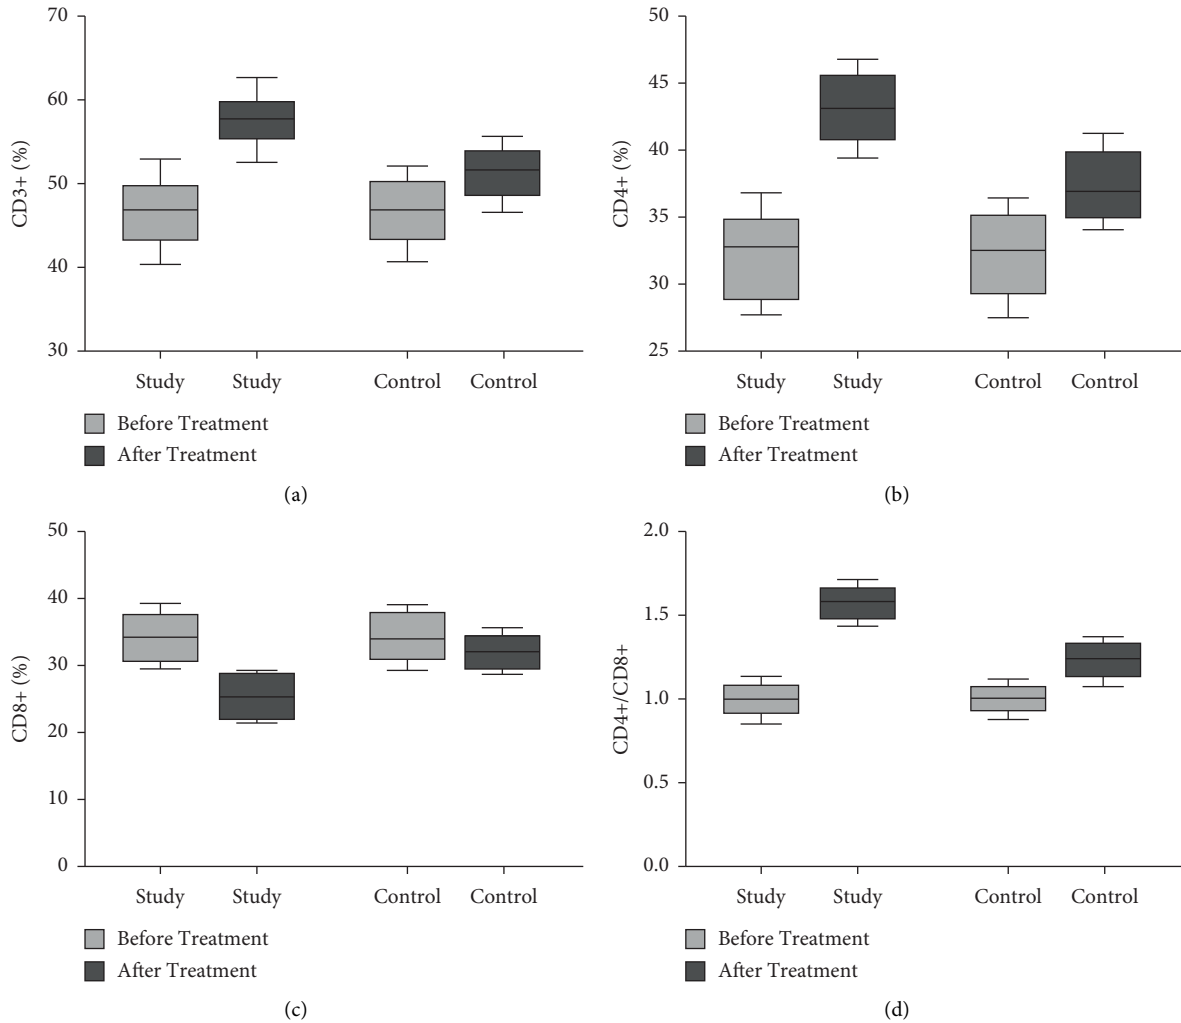 CD3+ (%)
70
60
50
40
30
Study Study Control Control
Before Treatment
After Treatment
(a)
CD4+ (%)
50
45
40
35
30
25
Study Study Control Control
Before Treatment
After Treatment
(b)
CD8+ (%)
50
40
30
20
10
0
Study Study Control Control
Before Treatment
After Treatment
(c)
CD4+/CD8+
2.0
1.5
1.0
0.5
0.0
Study Study Control Control
Before Treatment
After Treatment
(d)